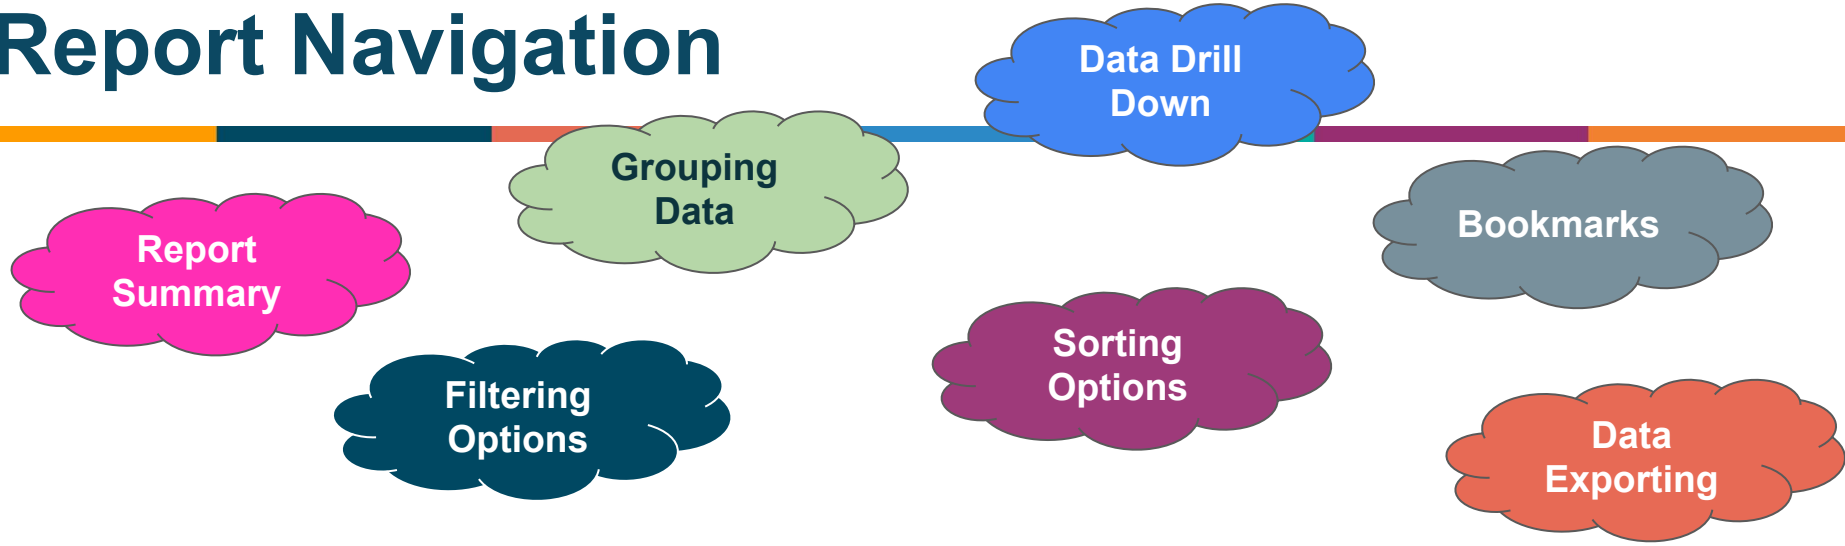 Report Navigation
Data Drill
Down
Grouping
Data
Bookmarks
Report
Summary
Sorting
Options
Filtering
Options
Data
Exporting